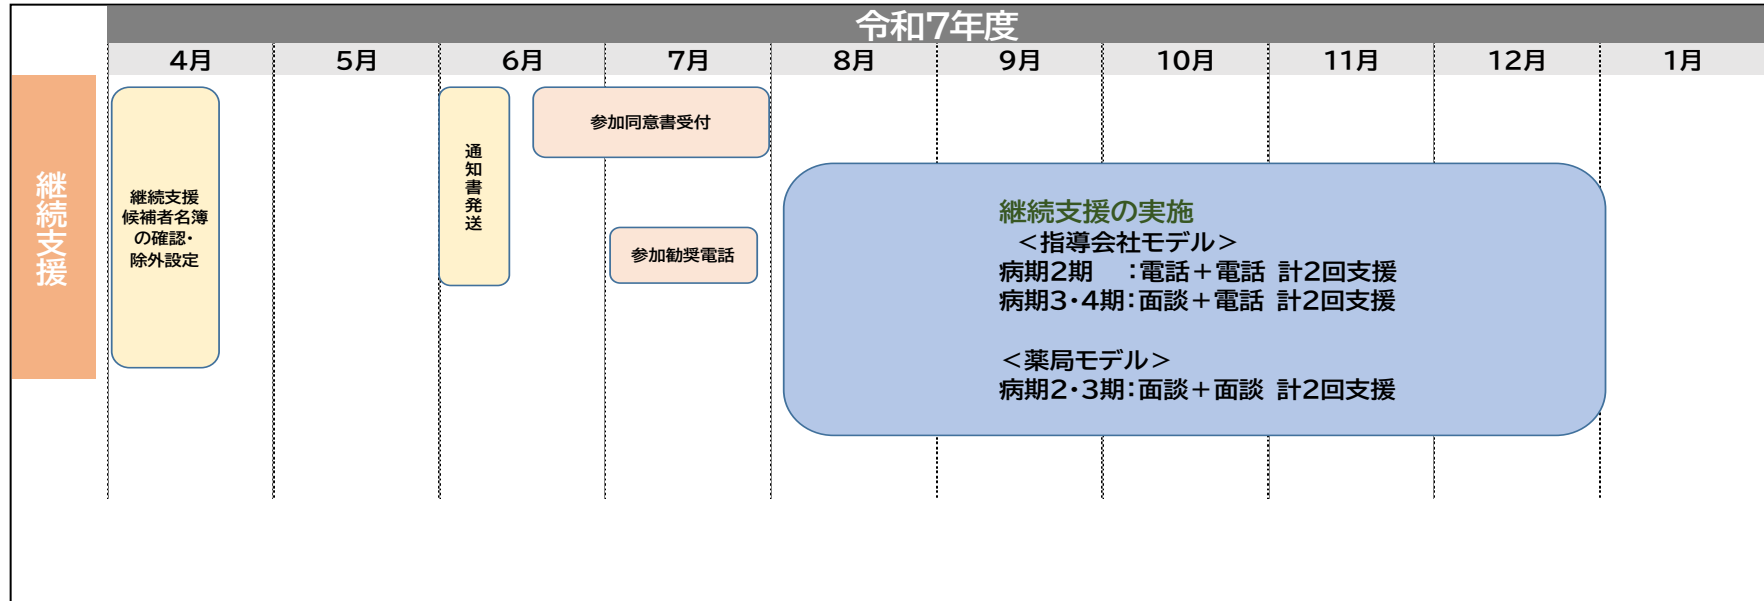 令和7年度
4月 5月 6月 7月 8月 9月 10月 11月 12月 1月
継続支援
継続支援
候補者名簿
の確認・
除外設定
通知書発送
参加同意書受付
参加勧奨電話
継続支援の実施
＜指導会社モデル＞
病期2期　：電話＋電話 計2回支援
病期3・4期：面談＋電話 計2回支援
＜薬局モデル＞
病期2・3期：面談＋面談 計2回支援